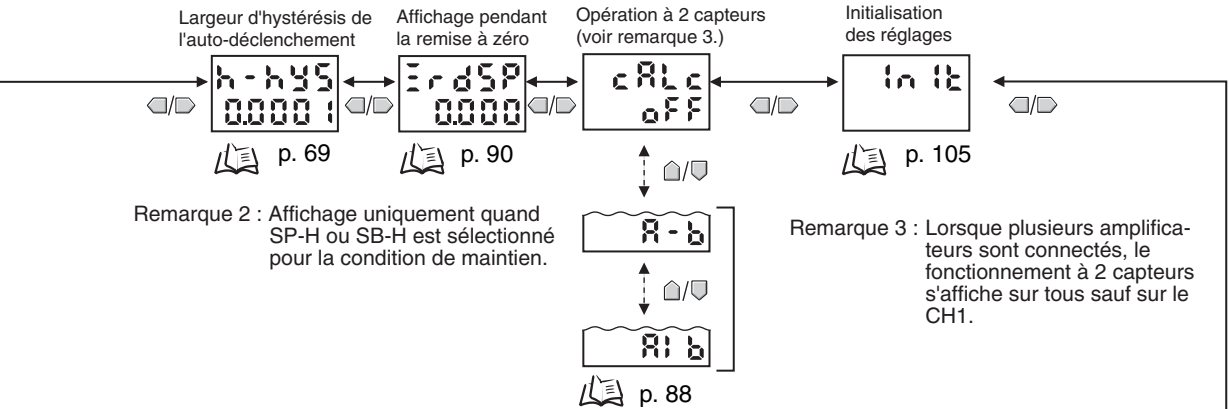 Largeur d'hystérésis de
l'auto-déclenchement
h-hYS
0.0001
p. 69
Affichage pendant
la remise à zéro
rdSP
0.000
p. 90
Opération à 2 capteurs
(voir remarque 3.)
cALc
oFF
A-b
p. 88
Initialisation
des réglages
InIt
p. 105
Remarque 2 : Affichage uniquement quand
SP-H ou SB-H est sélectionné
pour la condition de maintien.
Remarque 3 : Lorsque plusieurs amplifica-
teurs sont connectés, le
fonctionnement à 2 capteurs
s'affiche sur tous sauf sur le
CH1.